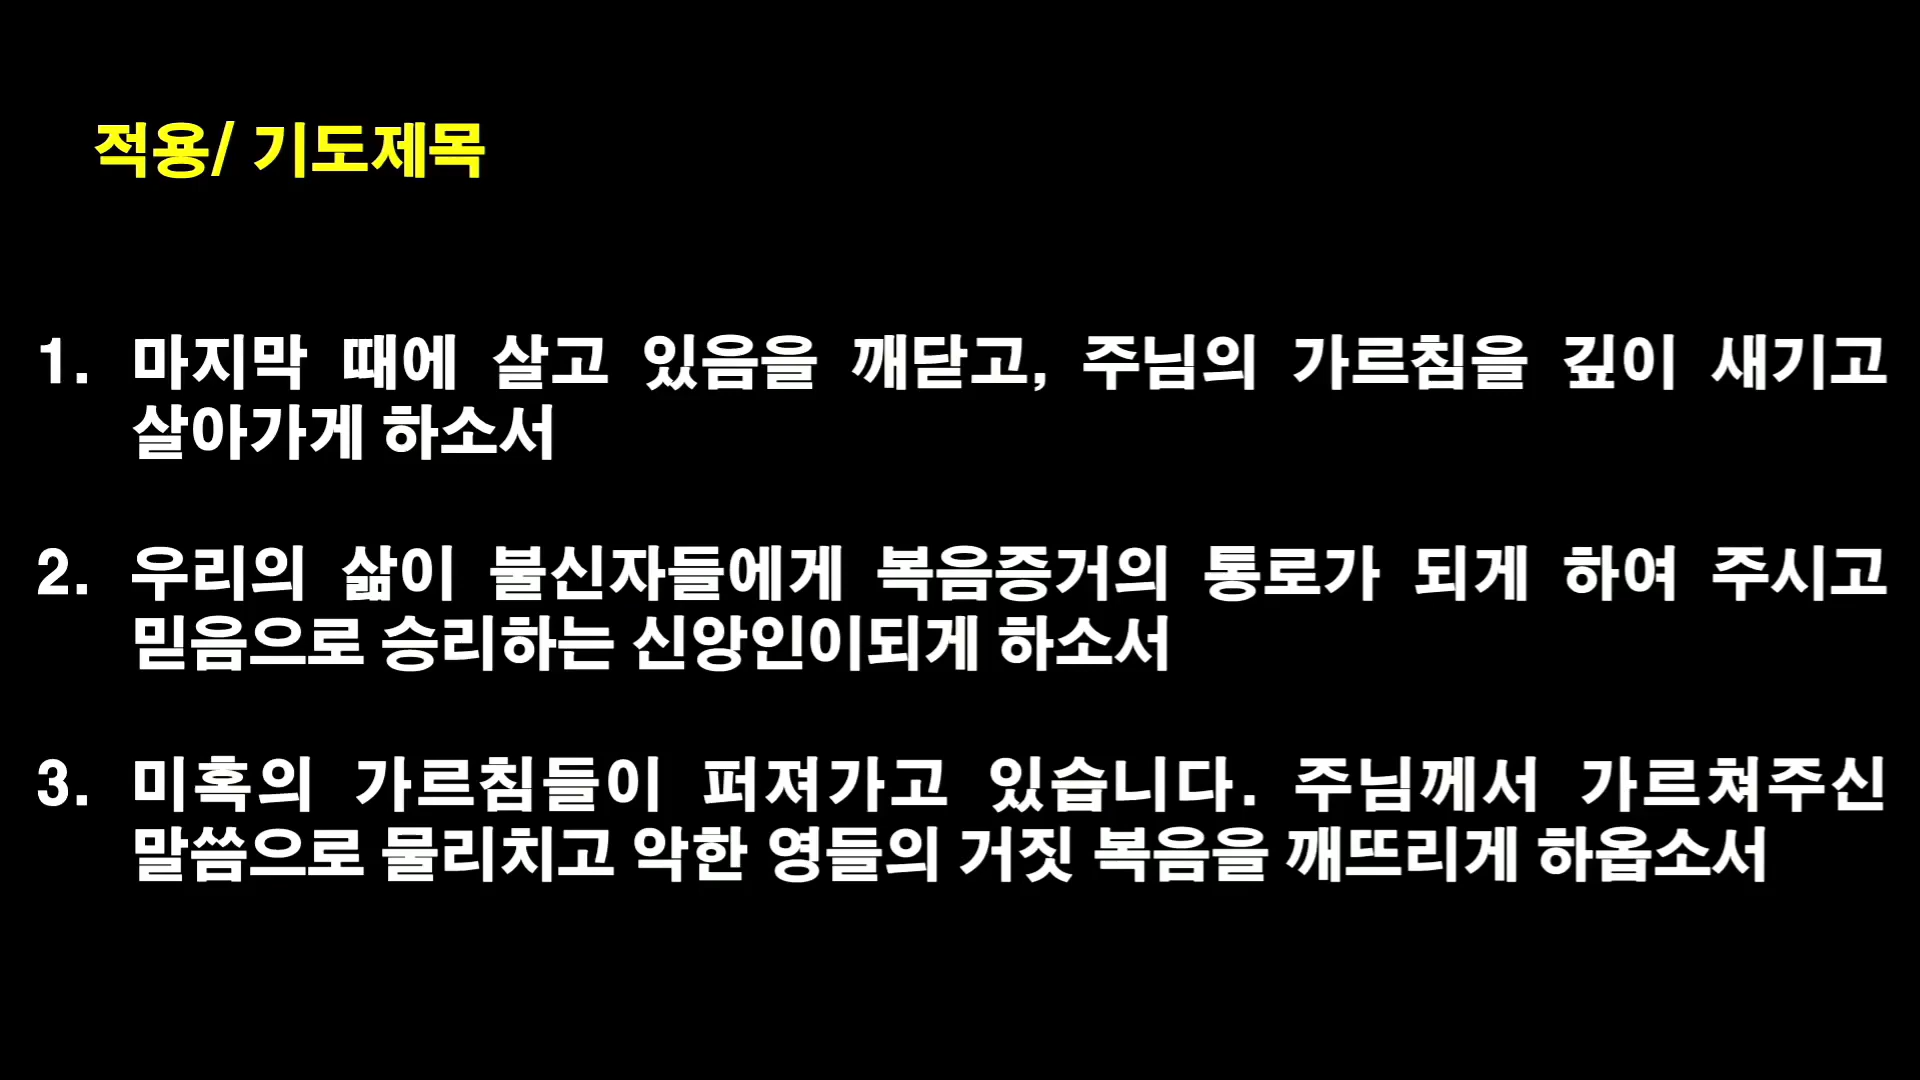 적용/ 기도제목
1. 마지막 때에 살고 있음을 깨닫고, 주님의 가르침을 깊이 새기고
살아가게 하소서
2. 우리의 삶이 불신자들에게 복음증거의 통로가 되게 하여 주시고
믿음으로 승리하는 신앙인이되게 하소서
3. 미혹의 가르침들이 퍼져가고 있습니다. 주님께서 가르쳐주신
말씀으로 물리치고 악한 영들의 거짓 복음을 깨뜨리게 하옵소서